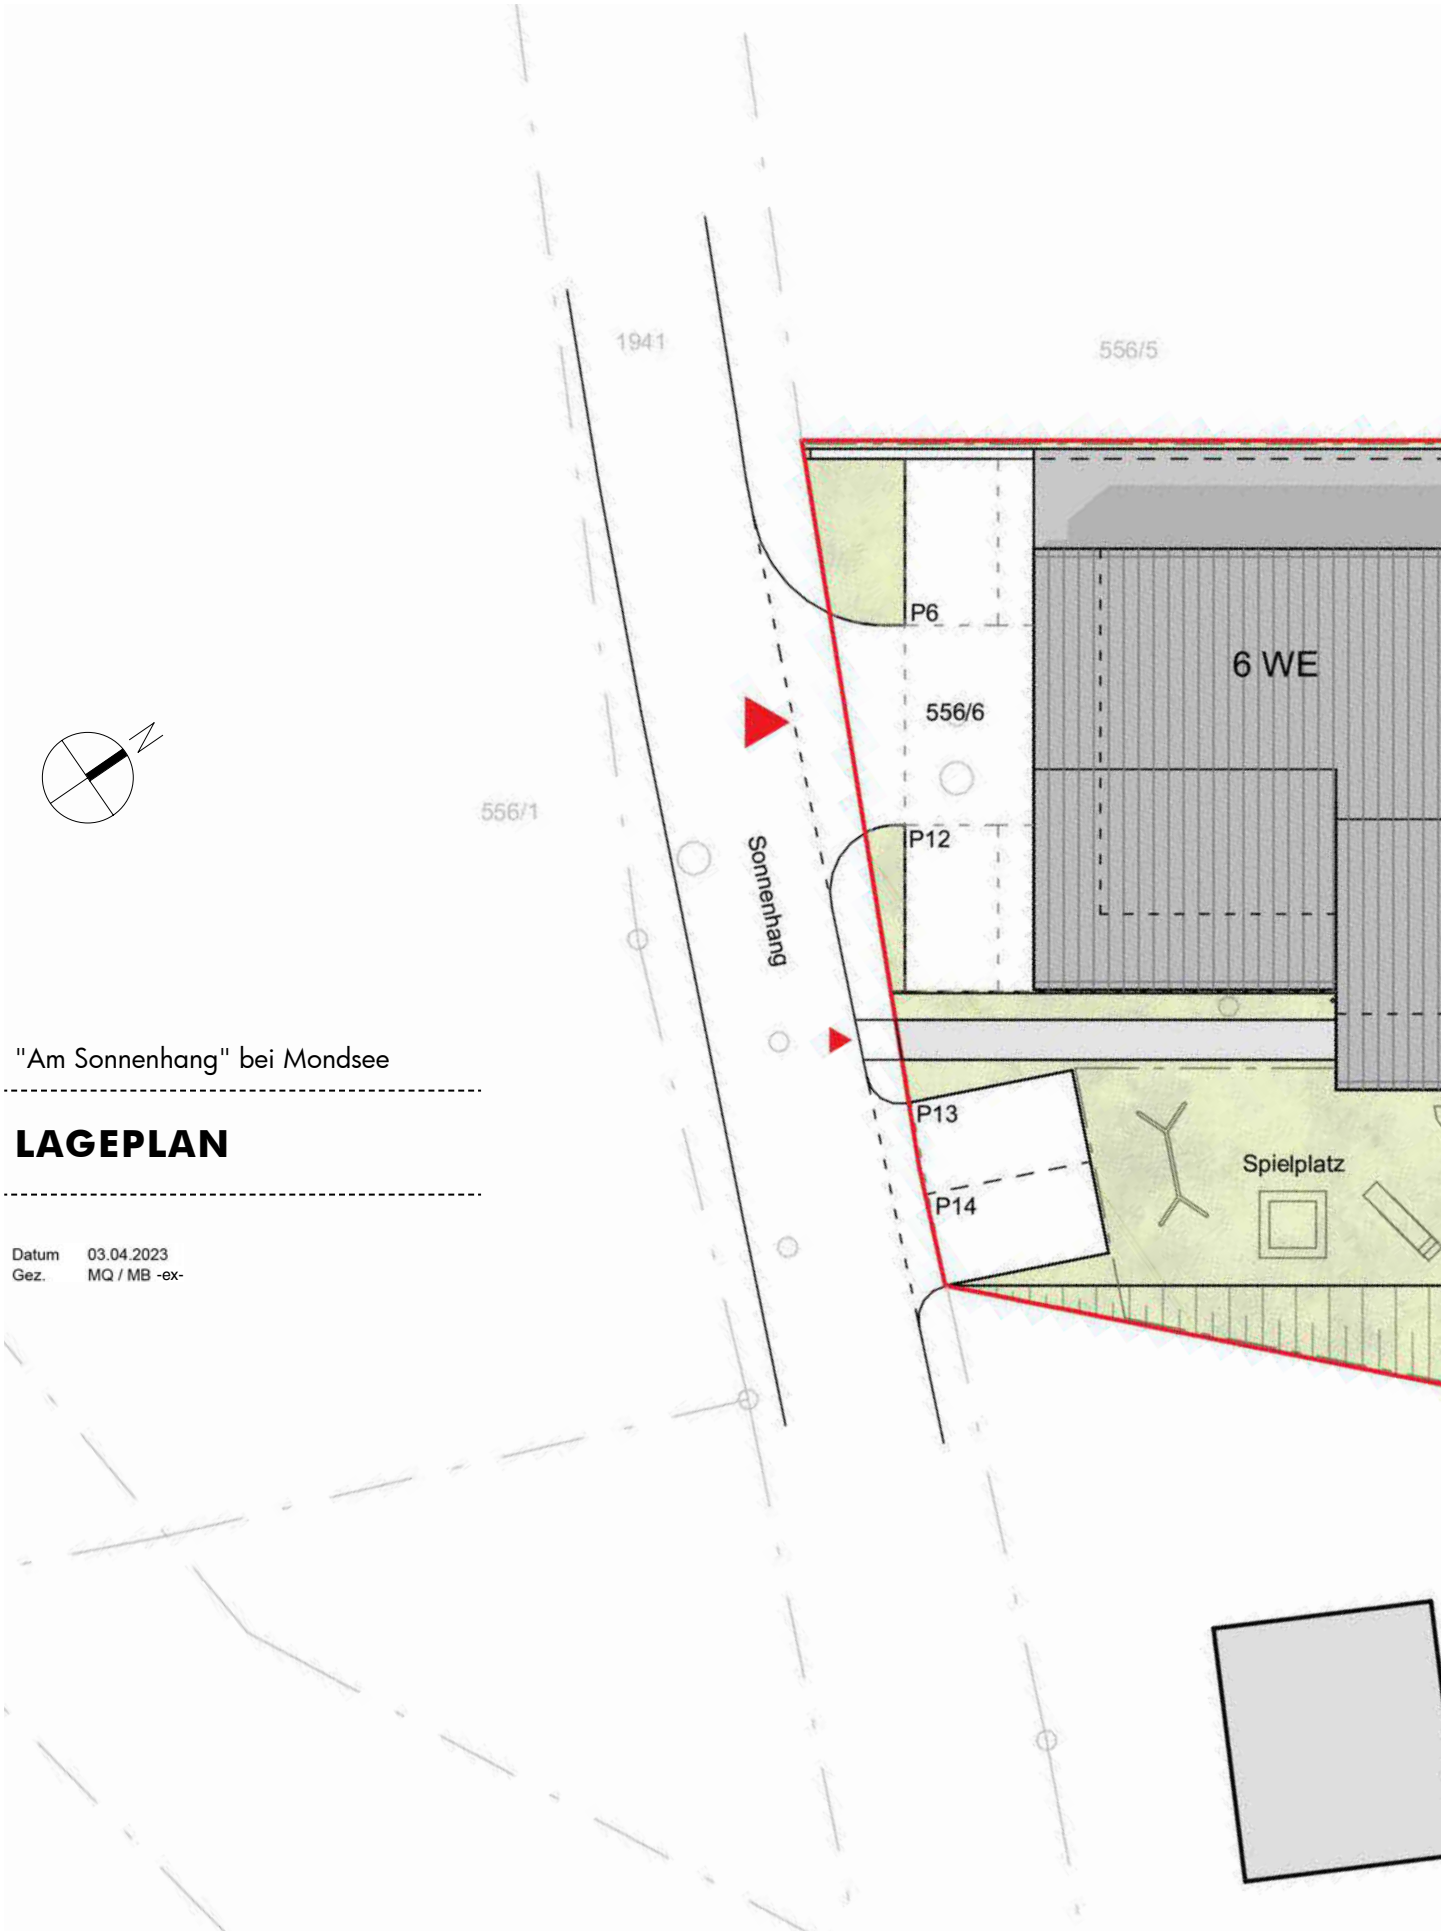 1941
556/5
P6
6 WE
556/6
N
556/1
P12
Sonnenhang
"Am Sonnenhang" bei Mondsee
LAGEPLAN
P13
Spielplatz
P14
Datum 03.04.2023
Gez. MQ / MB -ex-